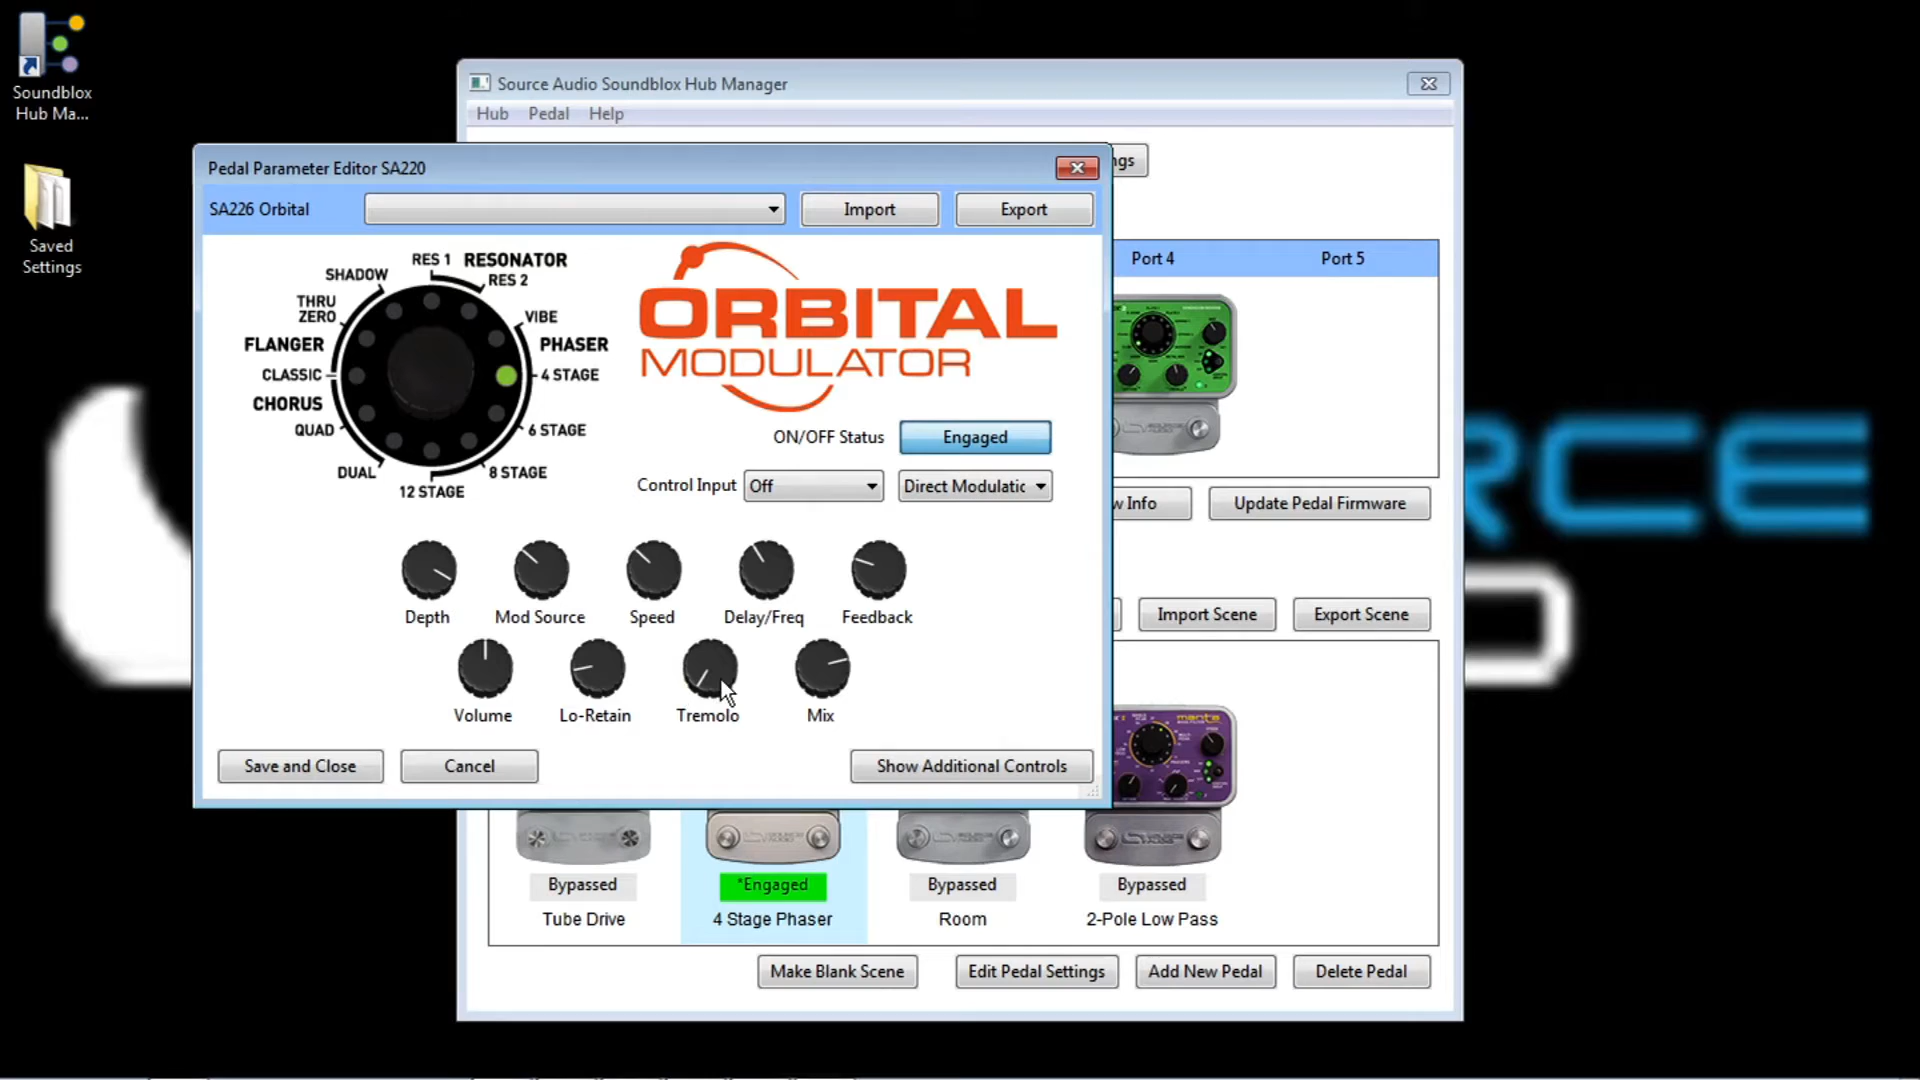 Soundblox
Hub Ma...
Saved
Settings
Source Audio Soundblox Hub Manager
Hub Pedal Help
ngs
Port 4 Port 5
Pedal Parameter Editor SA220
SA226 Orbital
Import Export
RES 1 RESONATOR
RES 2
SHADOW
THRU
ZERO
VIBE
FLANGER
PHASER
CLASSIC
4 STAGE
CHORUS
QUAD
6 STAGE
DUAL
8 STAGE
12 STAGE
ORBITAL
MODULATOR
ON/OFF Status Engaged
Control Input Off Direct Modulatic
Depth Mod Source Speed Delay/Freq Feedback
Volume Lo-Retain Tremolo Mix
Save and Close Cancel Show Additional Controls
w Info Update Pedal Firmware
Import Scene Export Scene
manta
Bypassed *Engaged Bypassed Bypassed
Tube Drive 4 Stage Phaser Room 2-Pole Low Pass
Make Blank Scene Edit Pedal Settings Add New Pedal Delete Pedal
RCE